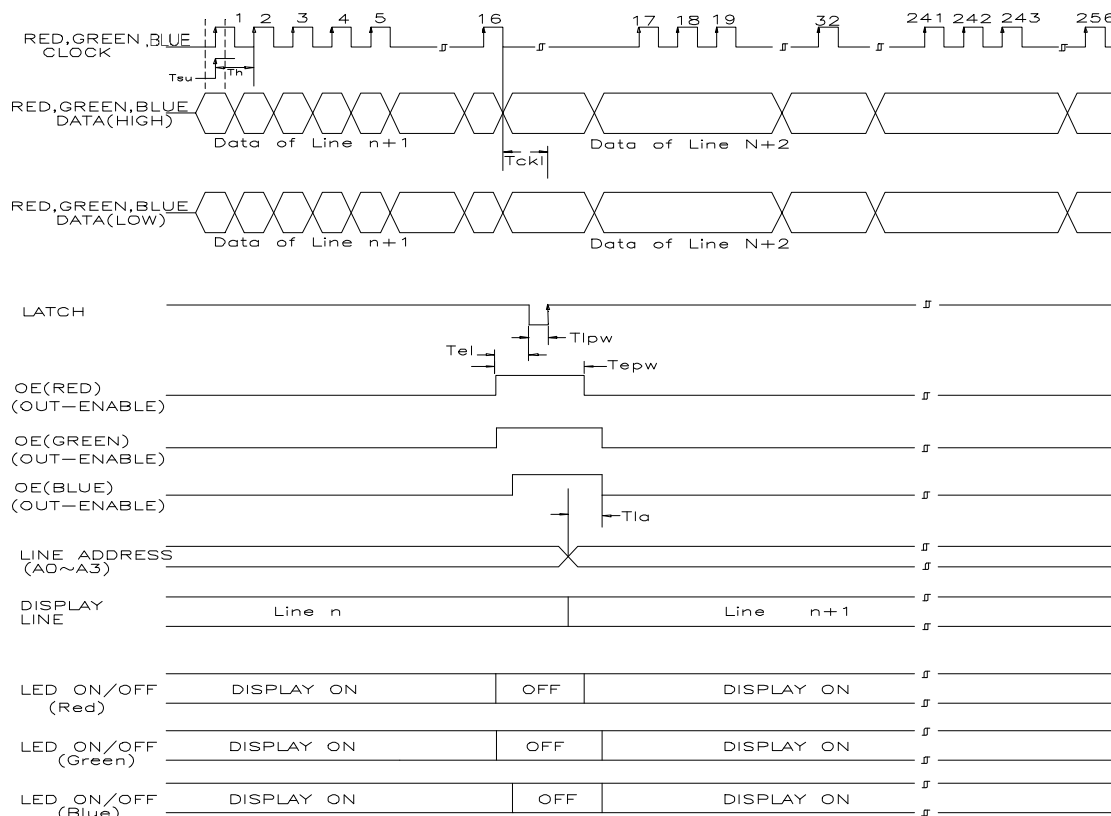 1 2 3 4 5 16 17 18 19 32 241 242 243 256
RED,GREEN,BLUE
CLOCK
Tsu Th
RED,GREEN,BLUE
DATA(HIGH)
Data of Line n+1 Data of Line N+2
Tckl
RED,GREEN,BLUE
DATA(LOW)
Data of Line n+1 Data of Line N+2
LATCH
Tlpw
Tel Tepw
OE(RED)
(OUT-ENABLE)
OE(GREEN)
(OUT-ENABLE)
OE(BLUE)
(OUT-ENABLE)
Tla
LINE ADDRESS
(A0~A3)
DISPLAY
LINE
Line n Line n+1
LED ON/OFF
(Red)
DISPLAY ON OFF DISPLAY ON
LED ON/OFF
(Green)
DISPLAY ON OFF DISPLAY ON
LED ON/OFF
(Blue)
DISPLAY ON OFF DISPLAY ON